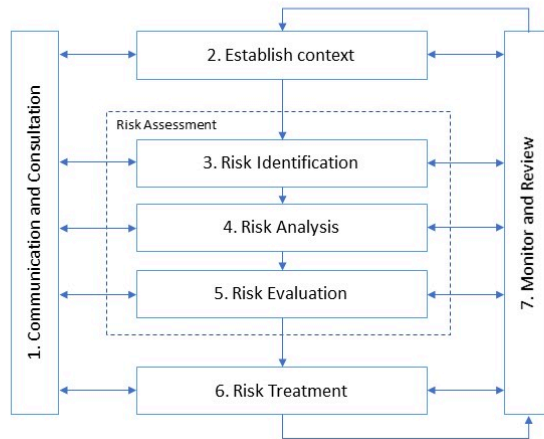 1. Communication and Consultation
2. Establish context
Risk Assessment
3. Risk Identification
4. Risk Analysis
5. Risk Evaluation
6. Risk Treatment
7. Monitor and Review